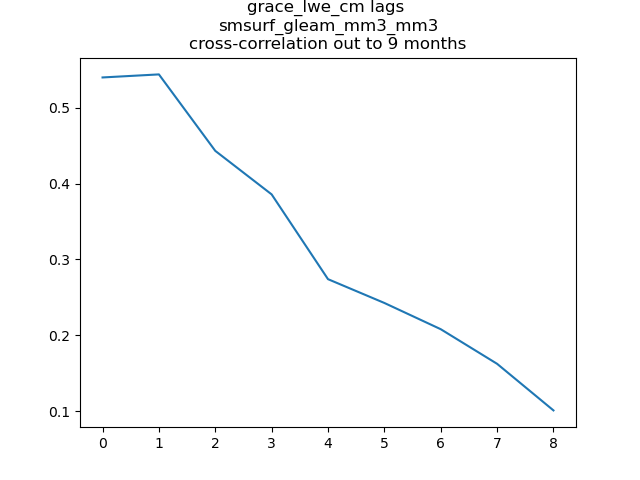 grace_lwe_cm lags
smsurf_gleam_mm3_mm3
cross-correlation out to 9 months
0.5
0.4
0.3
0.2
0.1
0 1 2 3 4 5 6 7 8